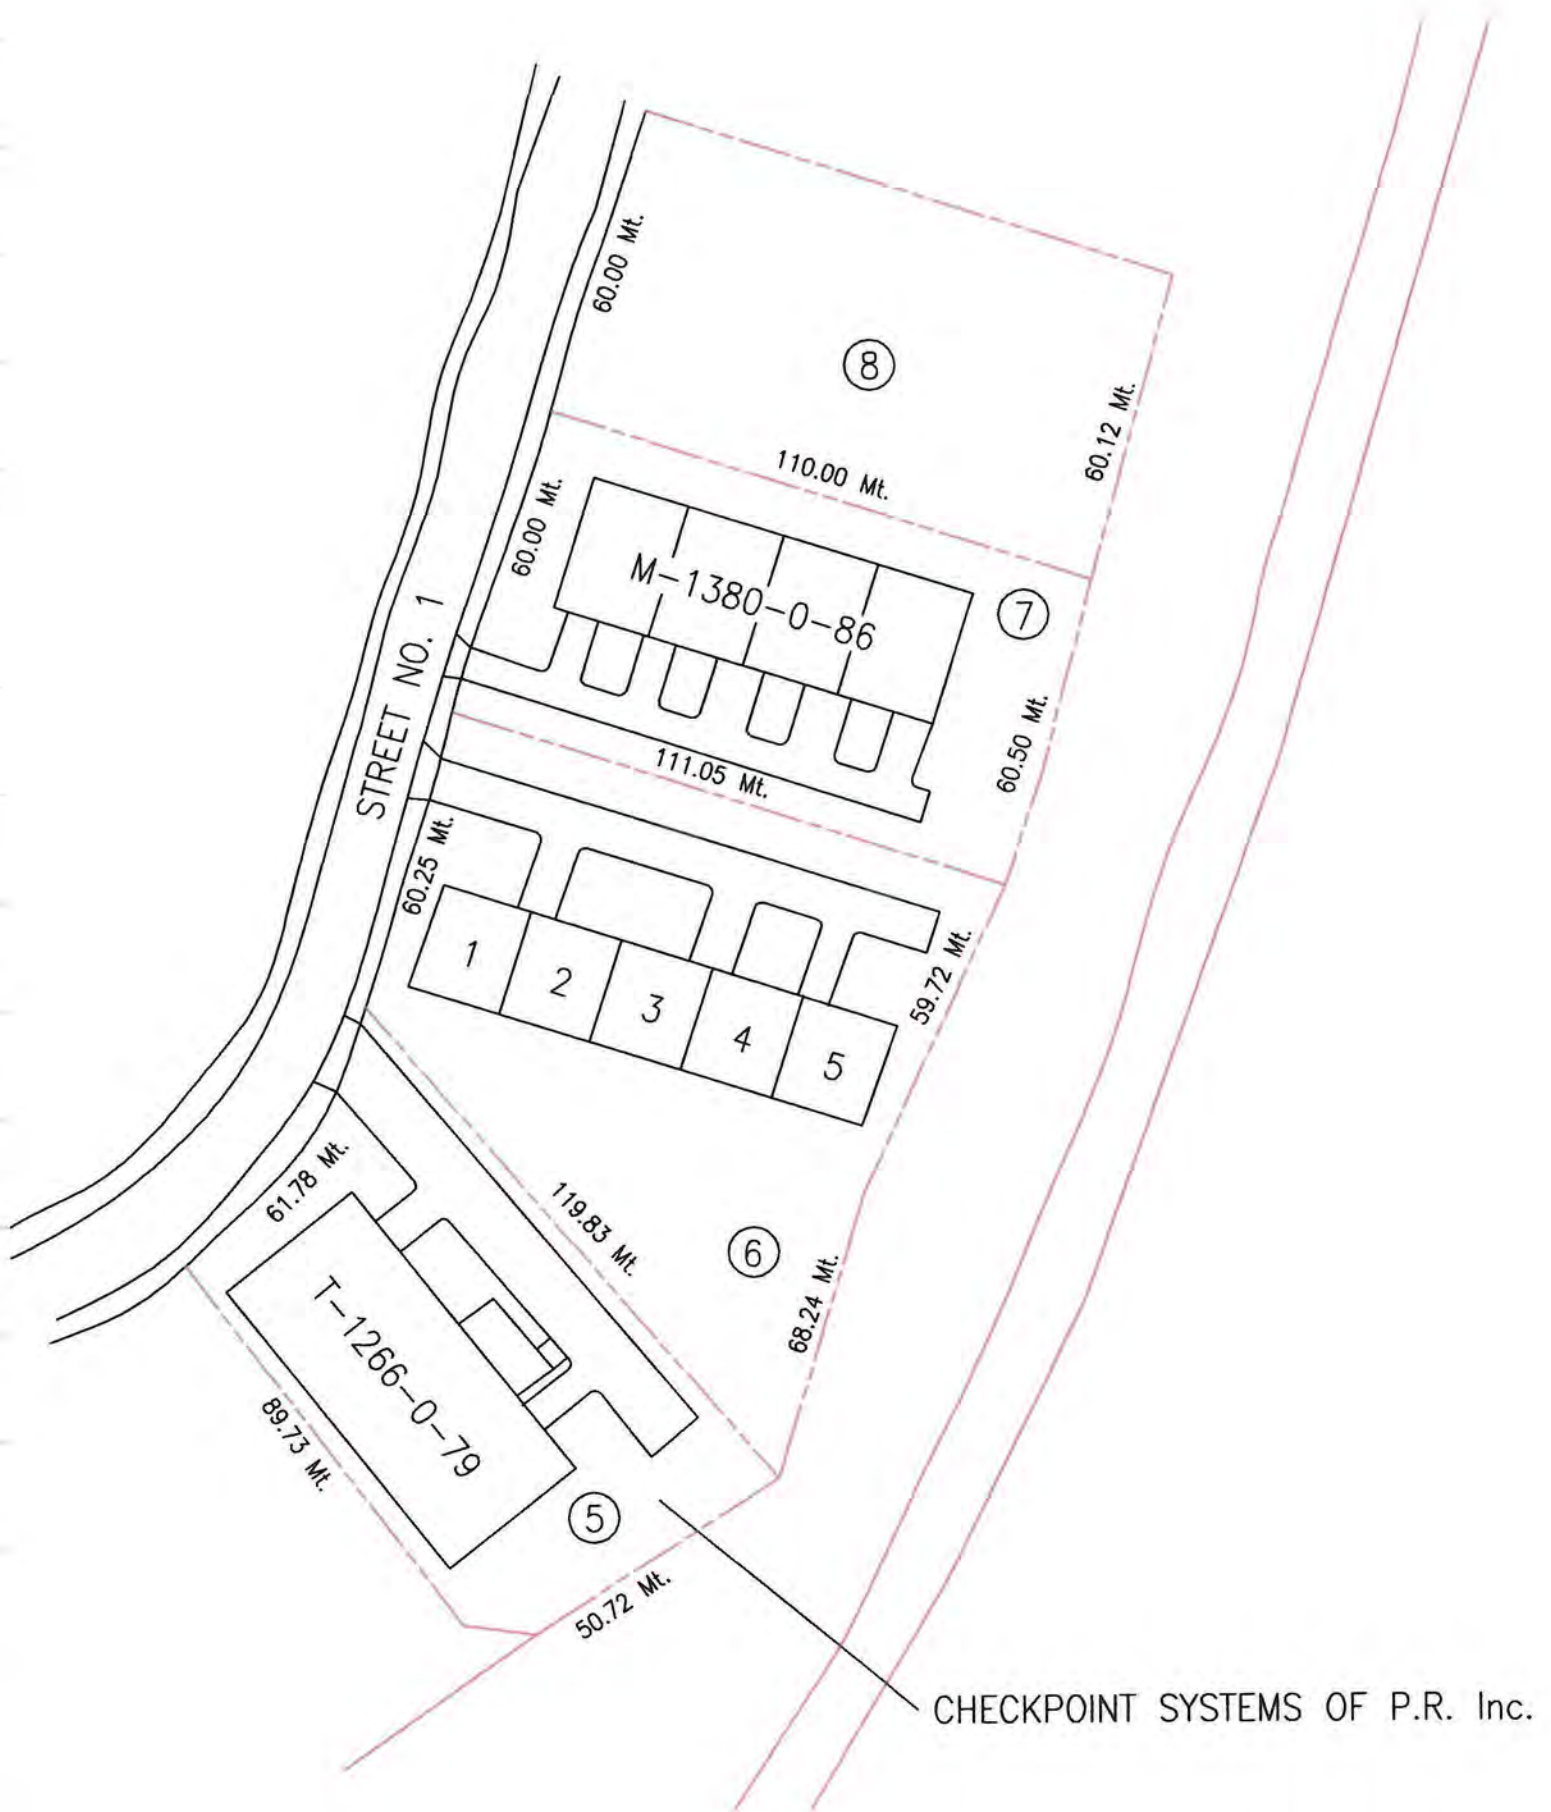 60.00 Mt.
8
60.12 Mt.
110.00 Mt.
60.00 Mt.
M-1380-0-86
7
STREET NO. 1
60.50 Mt.
111.05 Mt.
60.25 Mt.
1
2
3
4
5
59.72 Mt.
61.78 Mt.
119.83 Mt.
6
68.24 Mt.
T-1266-0-79
89.73 Mt.
5
50.72 Mt.
CHECKPOINT SYSTEMS OF P.R. Inc.